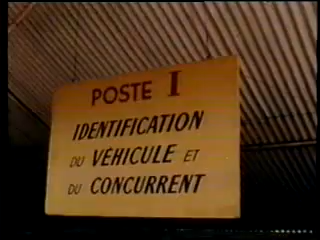 POSTE I
IDENTIFICATION
DU VÉHICULE ET
DU CONCURRENT